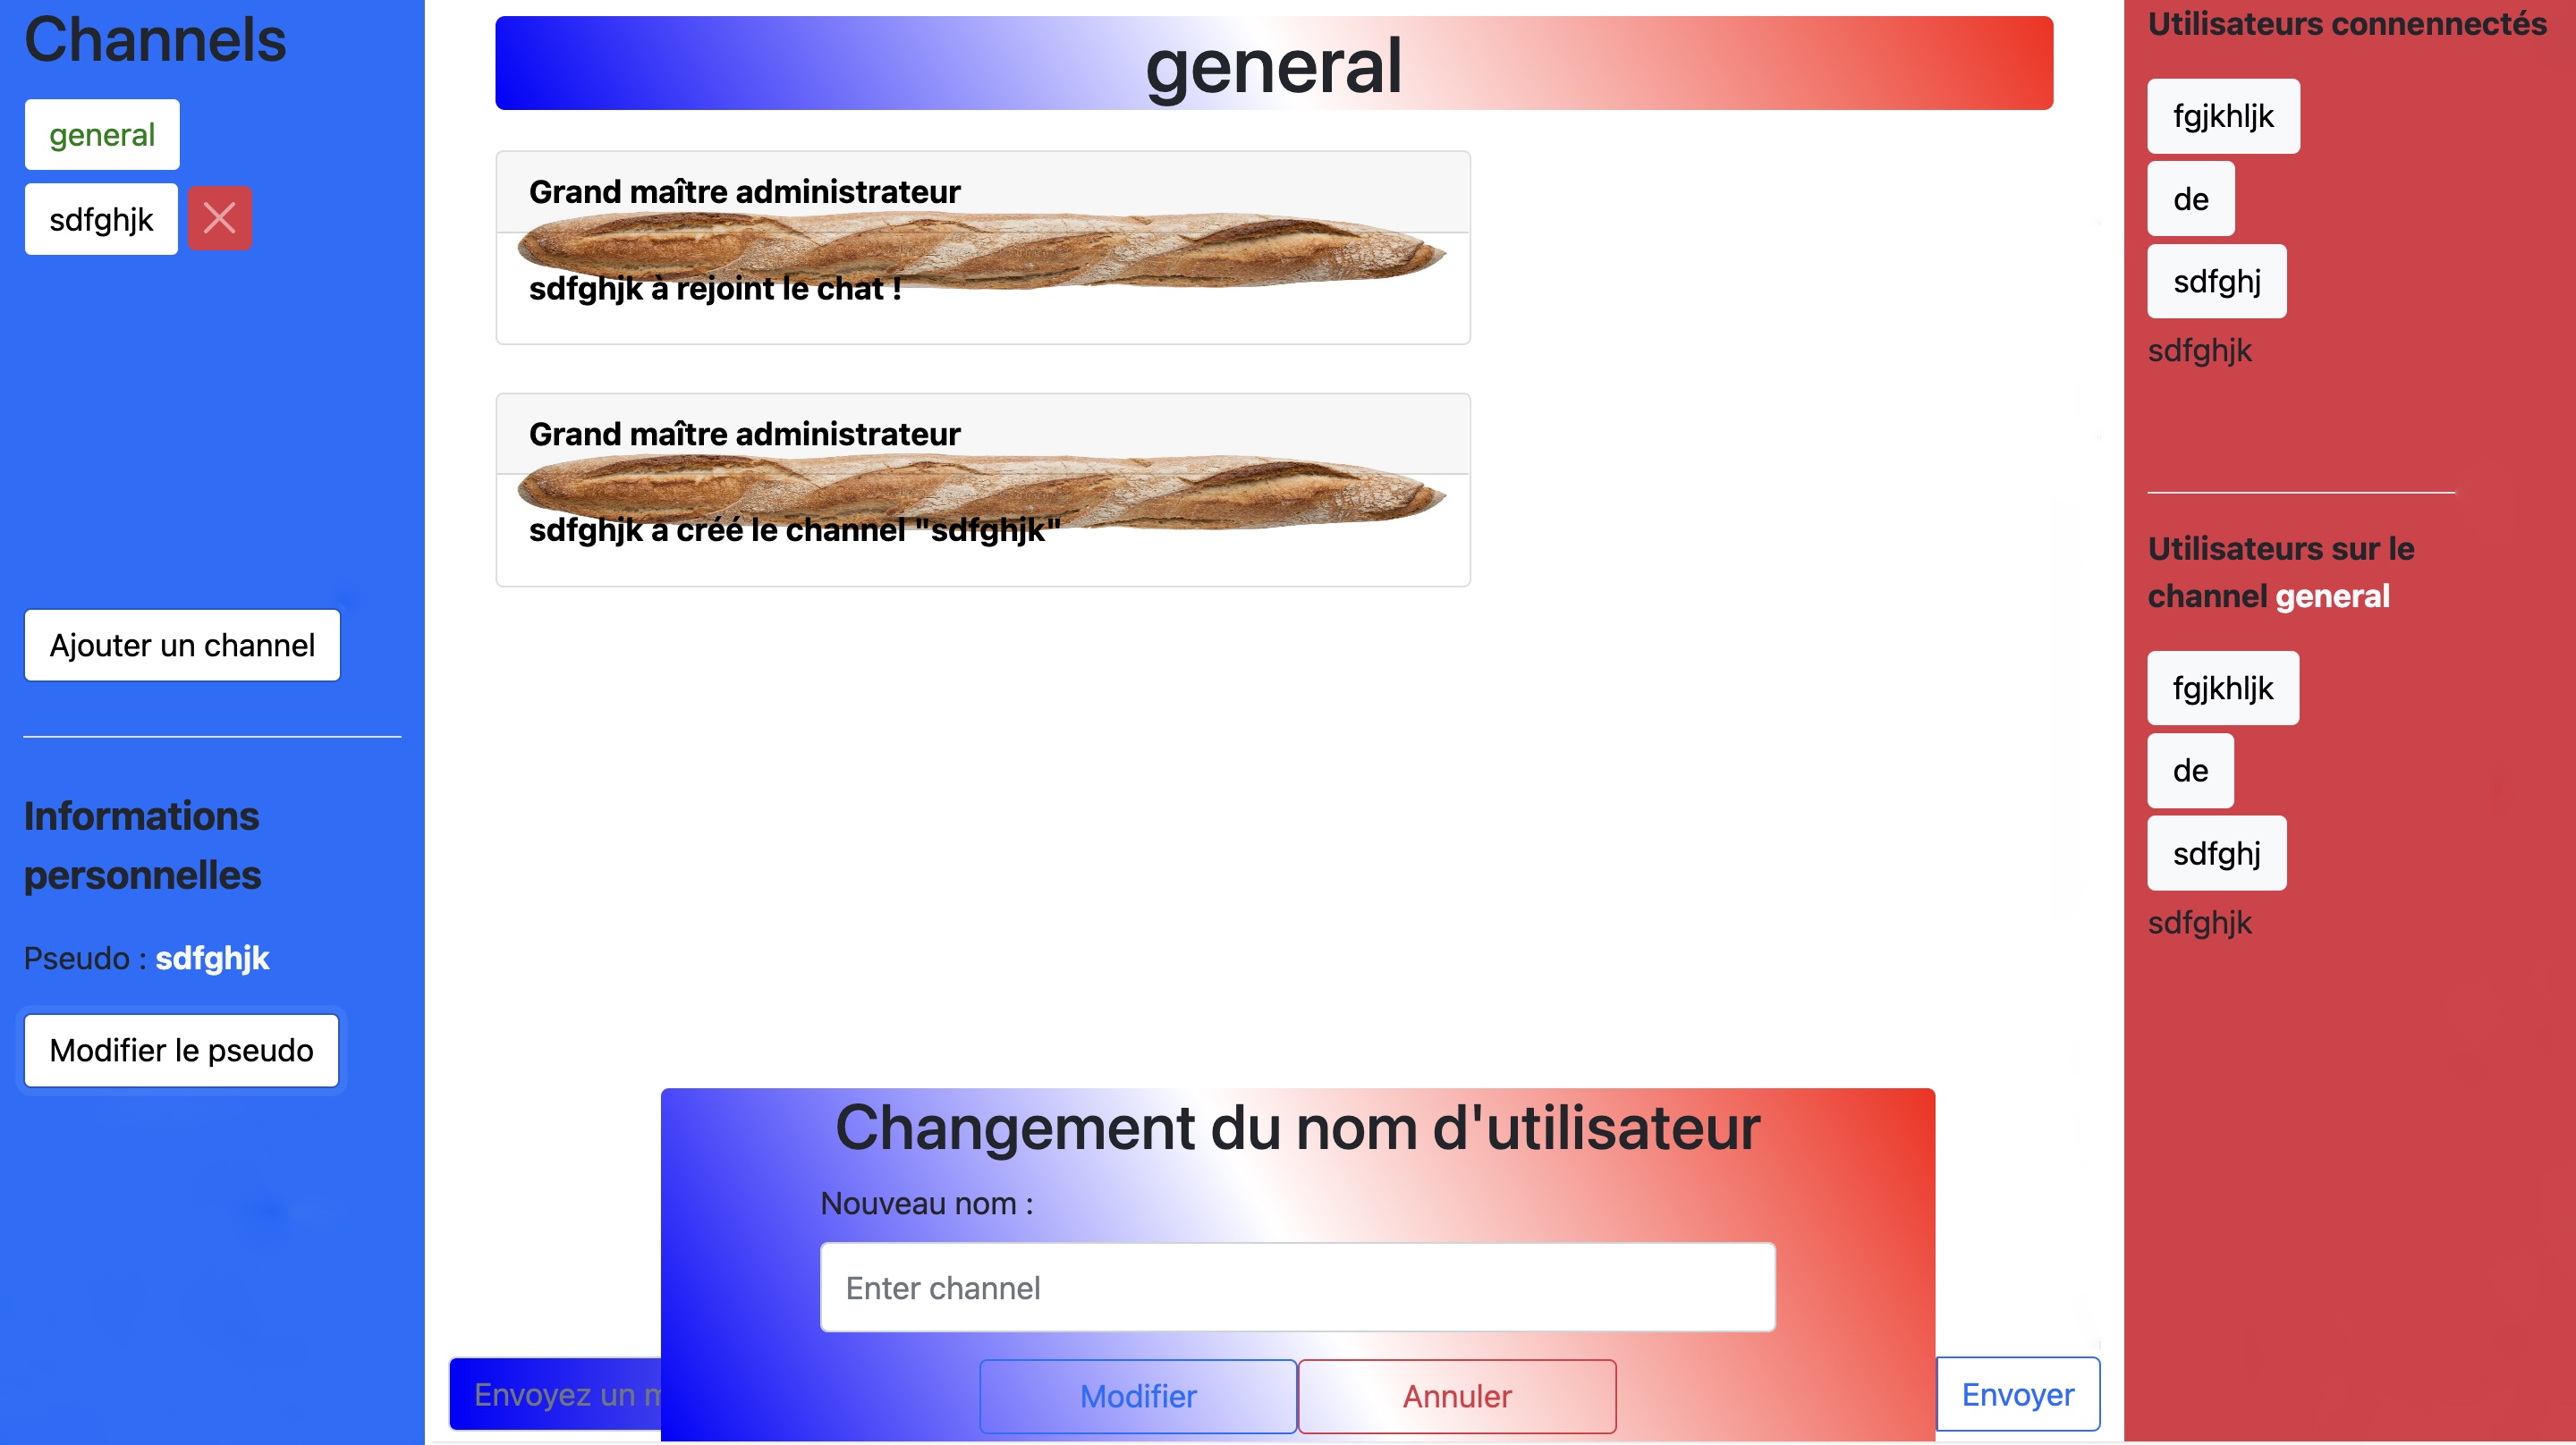 Channels
general
sdfghjk
Ajouter un channel
Informations
personnelles
Pseudo : sdfghjk
Modifier le pseudo
general
Grand maître administrateur
sdfghjk à rejoint le chat !
Grand maître administrateur
sdfghjk a créé le channel "sdfghjk"
Changement du nom d'utilisateur
Nouveau nom :
Enter channel
Modifier
Annuler
Envoyez un
Envoyer
Utilisateurs connennectés
fgjkhljk
de
sdfghj
sdfghjk
Utilisateurs sur le
channel general
fgjkhljk
de
sdfghj
sdfghjk